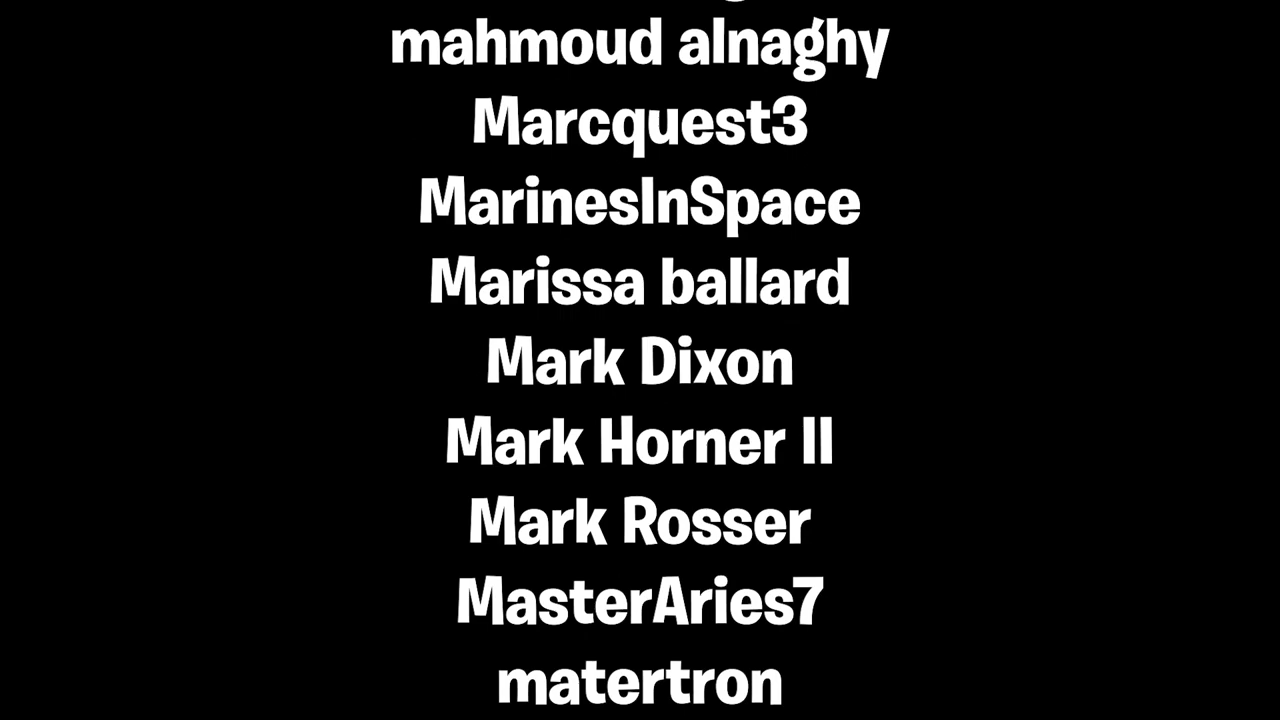 mahmoud alnaghy
Marcquest3
MarinesInSpace
Marissa ballard
Mark Dixon
Mark Horner II
Mark Rosser
MasterAries7
matertron